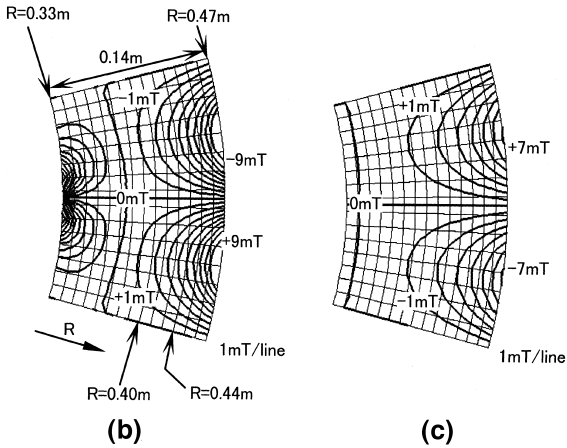 R=0.33m
R=0.47m
0.14m
−1mT
−9mT
0mT
+9mT
+1mT
R
1mT/line
R=0.40m
R=0.44m
(b)
+1mT
+7mT
0mT
−7mT
−1mT
1mT/line
(c)